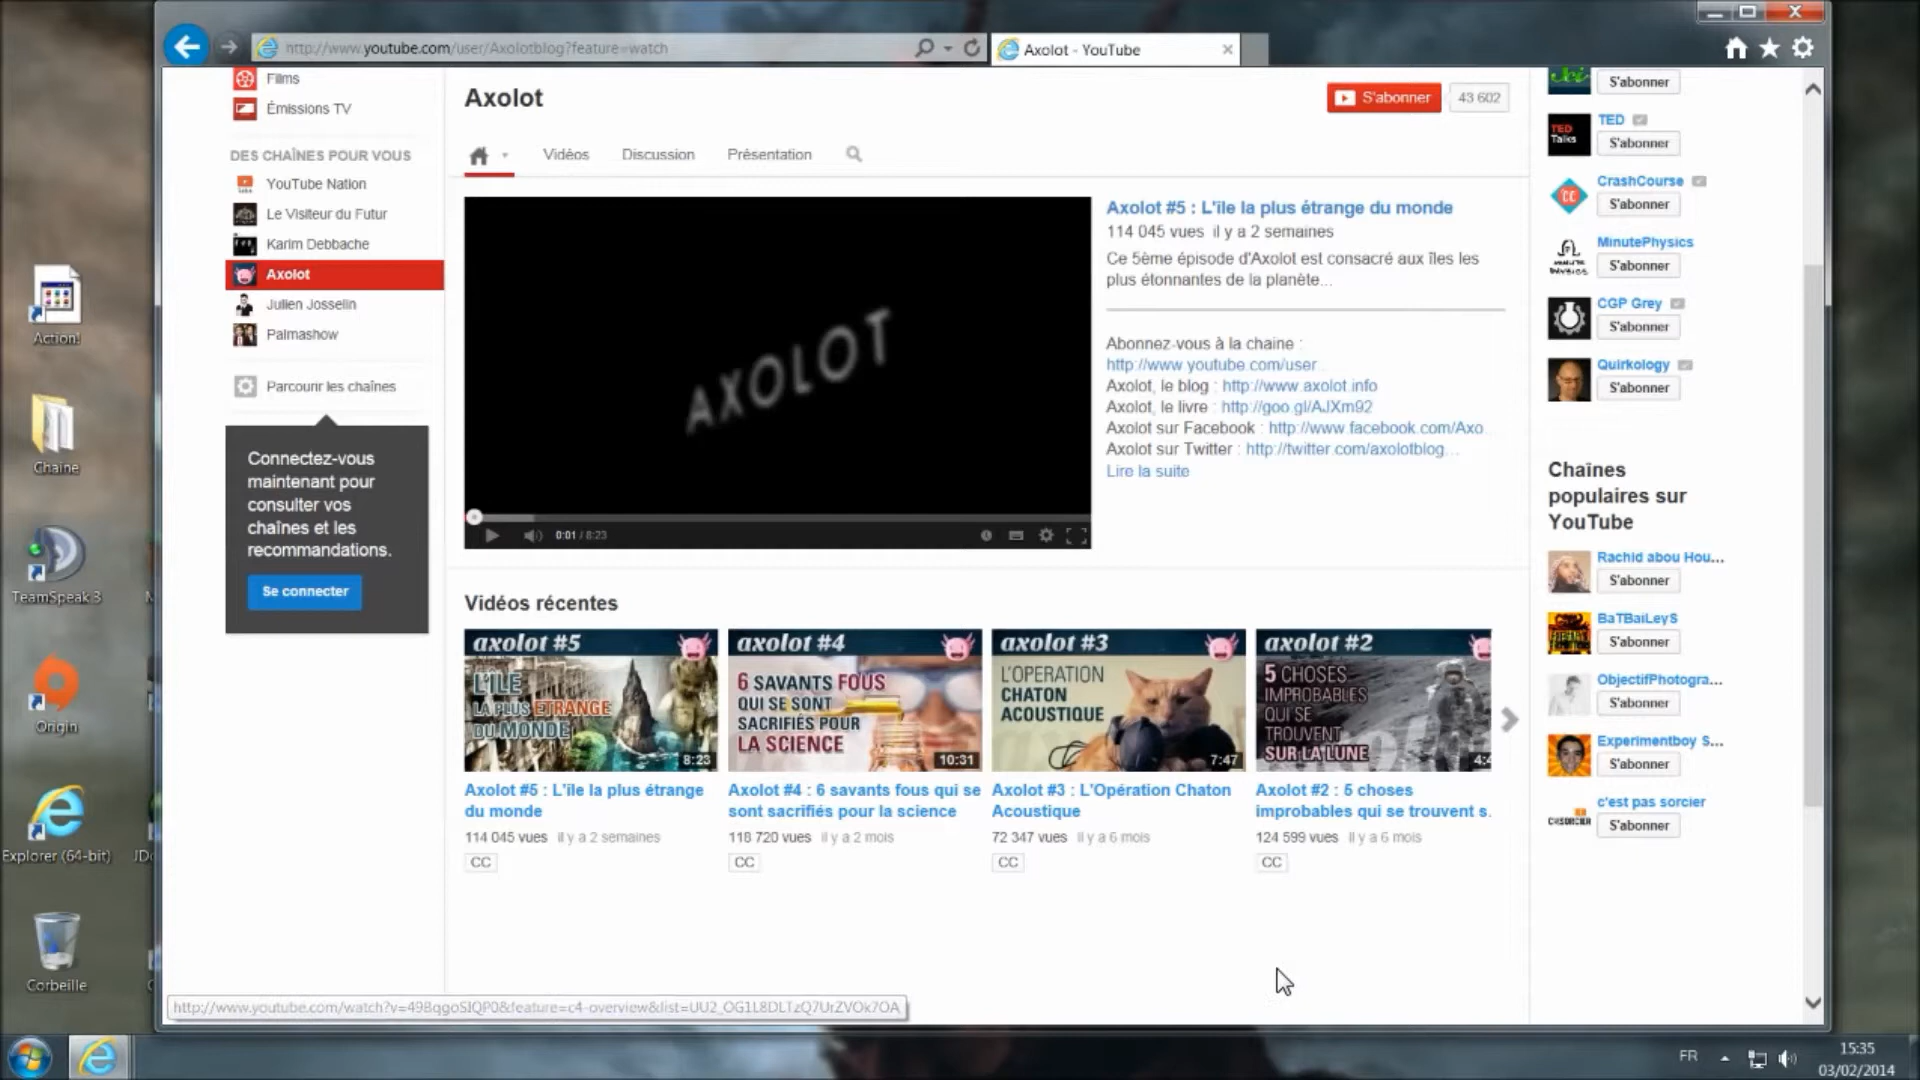 http://www.youtube.com/user/Axolotblog?feature=watch
Axolot - YouTube
Films
Émissions TV
DES CHAÎNES POUR VOUS
YouTube Nation
Le Visiteur du Futur
Karim Debbache
Axolot
Julien Josselin
Palmashow
Parcourir les chaînes
Connectez-vous
maintenant pour
consulter vos
chaînes et les
recommandations.
Se connecter
Axolot
S'abonner
43 602
Vidéos
Discussion
Présentation
AXOLOT
0:01 / 8:23
Axolot #5 : L'île la plus étrange du monde
114 045 vues il y a 2 semaines
Ce 5ème épisode d'Axolot est consacré aux îles les
plus étonnantes de la planète...
Abonnez-vous à la chaine :
http://www.youtube.com/user...
Axolot, le blog : http://www.axolot.info
Axolot, le livre : http://goo.gl/AJXm92
Axolot sur Facebook : http://www.facebook.com/Axo...
Axolot sur Twitter : http://twitter.com/axolotblog...
Lire la suite
Vidéos récentes
axolot #5
L'ÎLE
LA PLUS ETRANGE
DU MONDE
8:23
Axolot #5 : L'île la plus étrange
du monde
114 045 vues il y a 2 semaines
CC
axolot #4
6 SAVANTS FOUS
QUI SE SONT
SACRIFIÉS POUR
LA SCIENCE
10:31
Axolot #4 : 6 savants fous qui se
sont sacrifiés pour la science
118 720 vues il y a 2 mois
CC
axolot #3
L'OPERATION
CHATON
ACOUSTIQUE
7:47
Axolot #3 : L'Opération Chaton
Acoustique
72 347 vues il y a 6 mois
CC
axolot #2
5 CHOSES
IMPROBABLES
QUI SE
TROUVENT
SUR LA LUNE
4:4
Axolot #2 : 5 choses
improbables qui se trouvent s.
124 599 vues il y a 6 mois
CC
S'abonner
TED
TED
Talks
S'abonner
CrashCourse
CC
S'abonner
MinutePhysics
MINUTE
PHYSICS
S'abonner
CGP Grey
S'abonner
Quirkology
S'abonner
Chaînes
populaires sur
YouTube
Rachid abou Hou...
S'abonner
BaTBaiLeyS
S'abonner
ObjectifPhotogra...
S'abonner
Experimentboy S...
S'abonner
c'est pas sorcier
S'abonner
http://www.youtube.com/watch?v=49BqgoSIQP0&feature=c4-overview&list=UU2_OG1L8DLTzQ7UrZVOk7OA
Action!
Chaine
TeamSpeak 3
Origin
Explorer (64-bit)
JDo
Corbeille
FR
15:35
03/02/2014